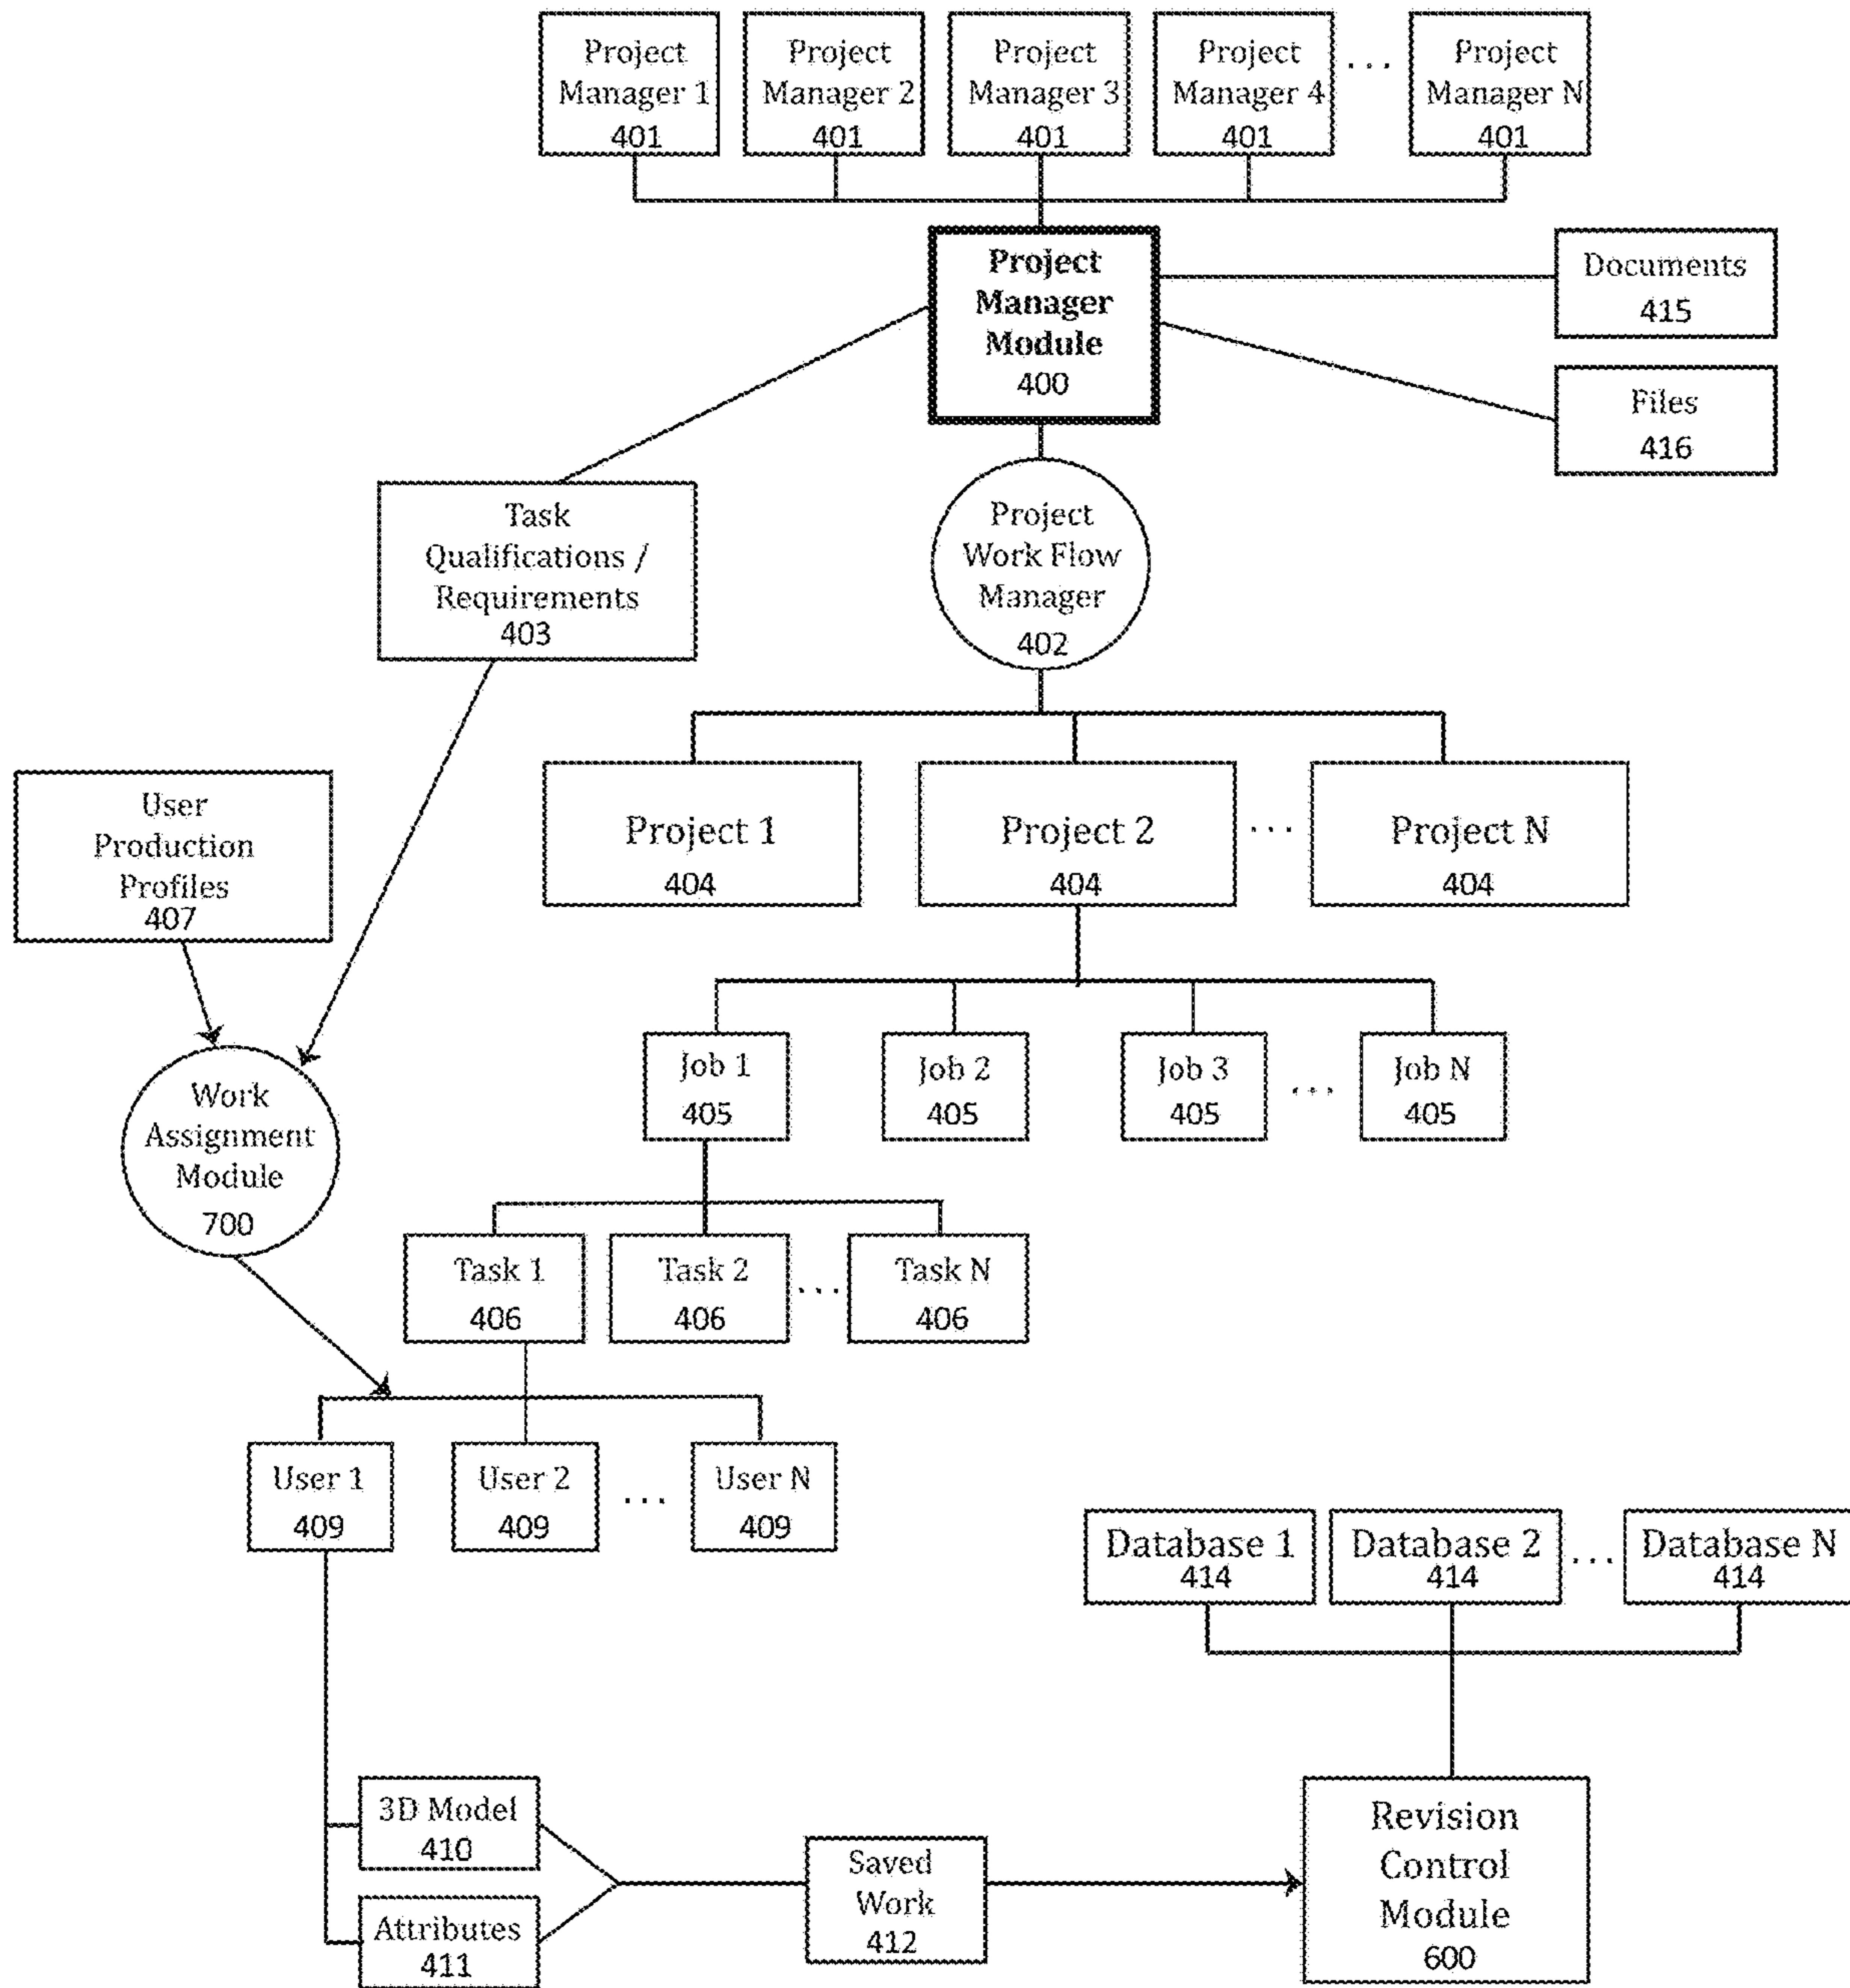 Project
Manager 1
401
Project
Manager 2
401
Project
Manager 3
401
Project
Manager 4
401
...
Project
Manager N
401
Project
Manager
Module
400
Documents
415
Files
416
Task
Qualifications /
Requirements
403
Project
Work Flow
Manager
402
User
Production
Profiles
407
Project 1
404
Project 2
404
...
Project N
404
Work
Assignment
Module
700
Job 1
405
Job 2
405
Job 3
405
...
Job N
405
Task 1
406
Task 2
406
...
Task N
406
User 1
409
User 2
409
...
User N
409
Database 1
414
Database 2
414
...
Database N
414
3D Model
410
Attributes
411
Saved
Work
412
Revision
Control
Module
600